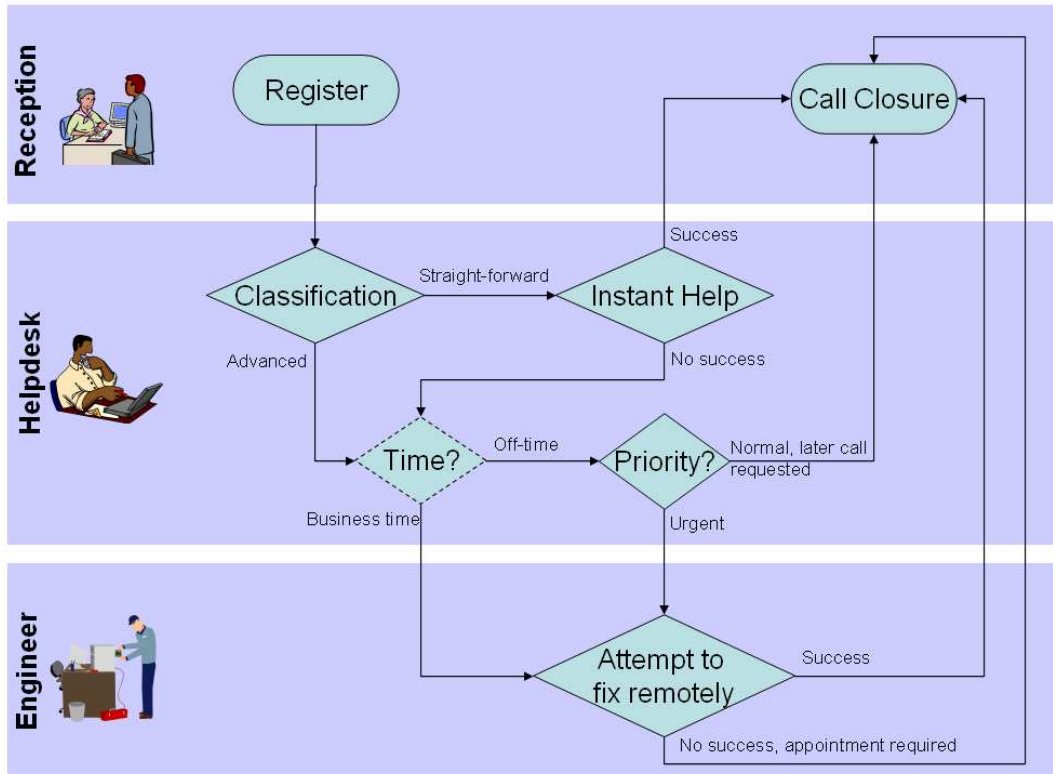 Reception
Register
Call Closure
Helpdesk
Success
Straight-forward
Classification
Instant Help
Advanced
No success
Off-time
Time?
Priority?
Normal, later call
requested
Business time
Urgent
Engineer
Attempt to
fix remotely
Success
No success, appointment required